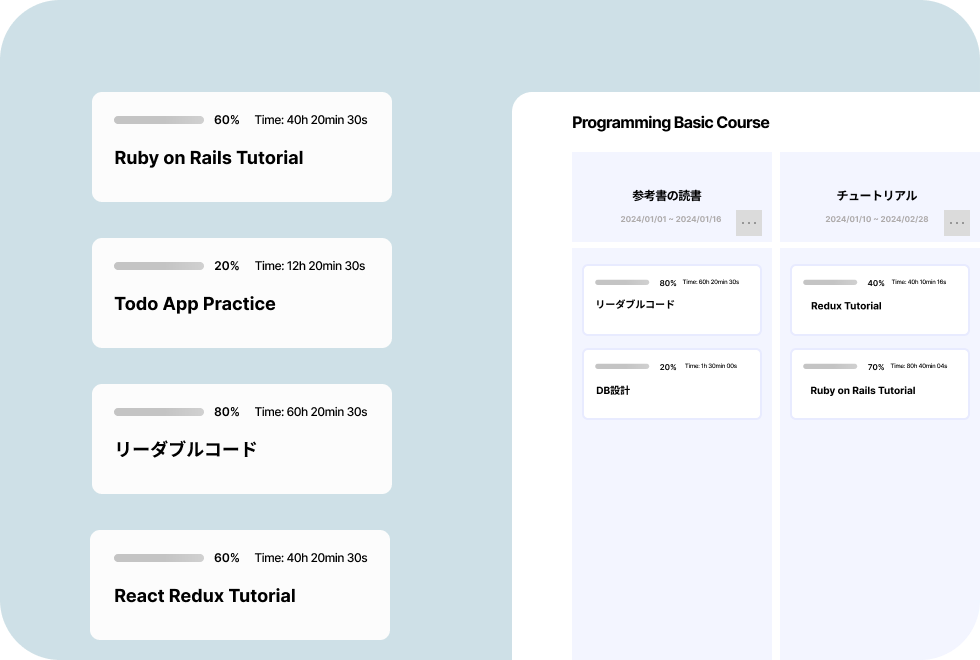 60% Time: 40h 20min 30s
Ruby on Rails Tutorial
20% Time: 12h 20min 30s
Todo App Practice
80% Time: 60h 20min 30s
リーダブルコード
60% Time: 40h 20min 30s
React Redux Tutorial
Programming Basic Course
参考書の読書
2024/01/01 ~ 2024/01/16
...
80% Time: 60h 20min 30s
リーダブルコード
20% Time: 1h 30min 00s
DB設計
チュートリアル
2024/01/10 ~ 2024/02/28
...
40% Time: 40h 10min 16s
Redux Tutorial
70% Time: 80h 40min 04s
Ruby on Rails Tutorial